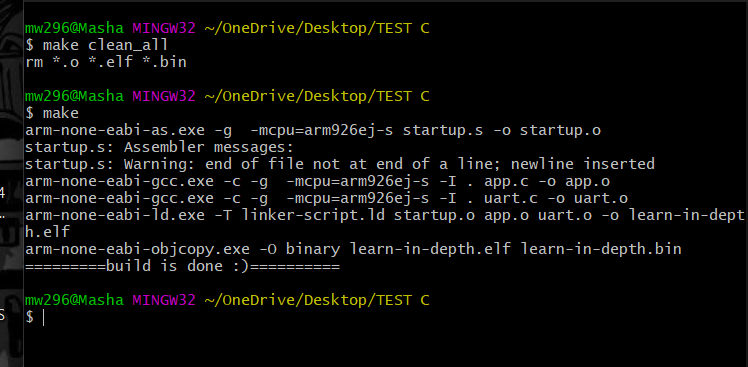 mw296@Masha MINGW32 ~/OneDrive/Desktop/TEST C
$ make clean_all
rm *.o *.elf *.bin
mw296@Masha MINGW32 ~/OneDrive/Desktop/TEST C
$ make
arm-none-eabi-as.exe -g  -mcpu=arm926ej-s startup.s -o startup.o
startup.s: Assembler messages:
startup.s: Warning: end of file not at end of a line; newline inserted
arm-none-eabi-gcc.exe -c -g  -mcpu=arm926ej-s -I . app.c -o app.o
arm-none-eabi-gcc.exe -c -g  -mcpu=arm926ej-s -I . uart.c -o uart.o
arm-none-eabi-ld.exe -T linker-script.ld startup.o app.o uart.o -o learn-in-dept
h.elf
arm-none-eabi-objcopy.exe -O binary learn-in-depth.elf learn-in-depth.bin
=========build is done :)==========
mw296@Masha MINGW32 ~/OneDrive/Desktop/TEST C
$
4
…
S